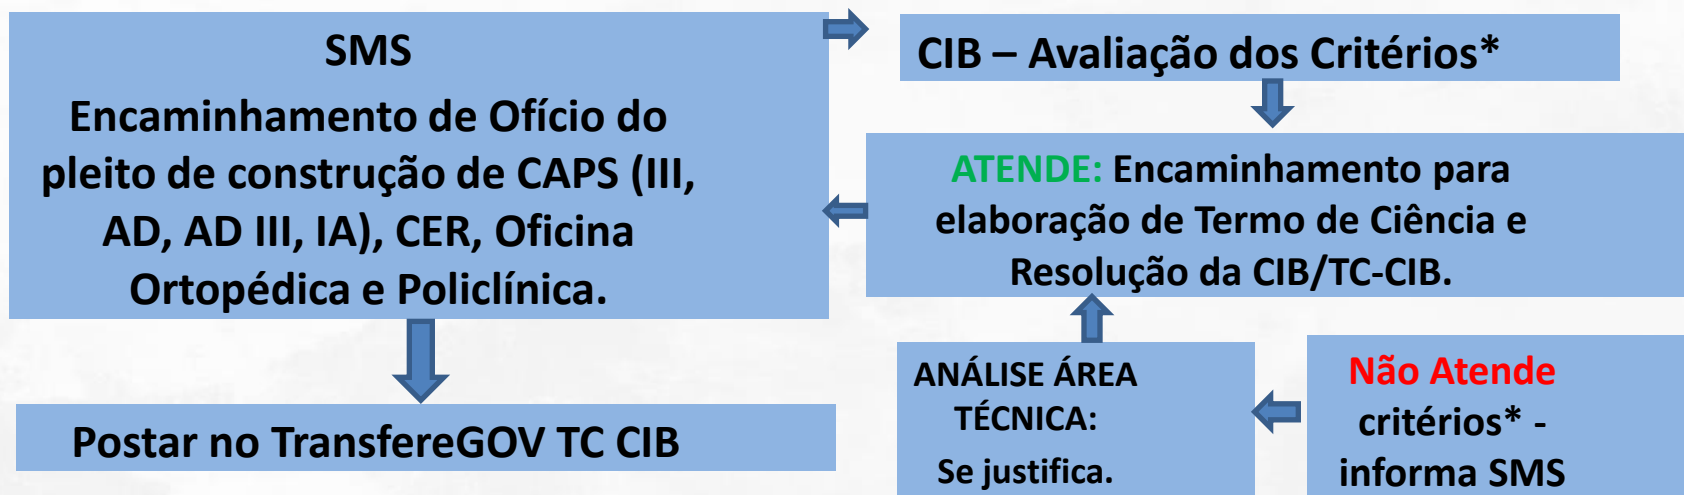 SMS
Encaminhamento de Ofício do
pleito de construção de CAPS (III,
AD, AD III, IA), CER, Oficina
Ortopédica e Policlínica.
Postar no TransfereGOV TC CIB
CIB – Avaliação dos Critérios*
ATENDE: Encaminhamento para
elaboração de Termo de Ciência e
Resolução da CIB/TC-CIB.
ANÁLISE ÁREA
TÉCNICA:
Se justifica.
Não Atende
critérios* -
informa SMS